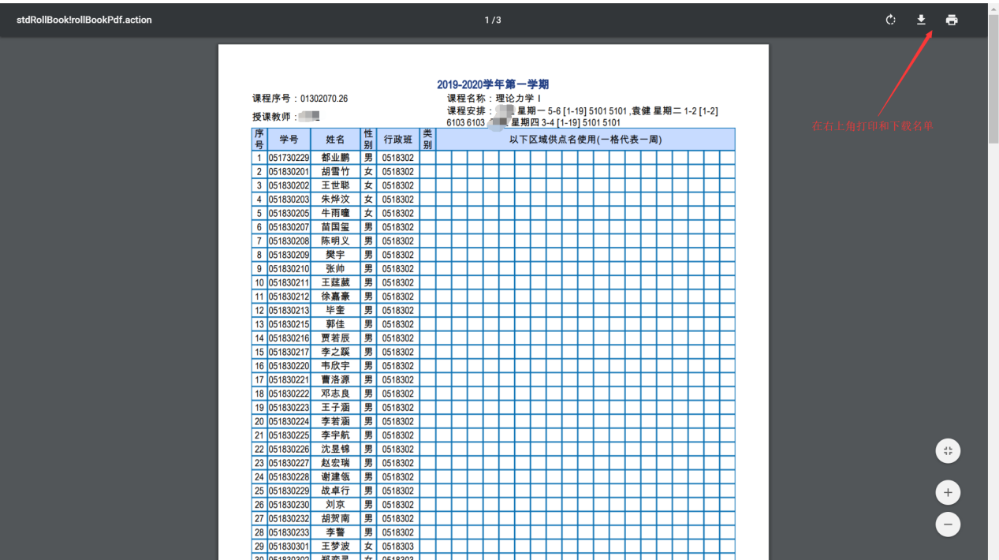 stdRollBook!rollBookPdf.action
1 / 3
2019-2020学年第一学期
课程序号：01302070.26
课程名称：理论力学 I
课程安排： 星期一 5-6 [1-19] 5101 5101 ,袁健 星期二 1-2 [1-2]
授课教师：
6103 6103 星期四 3-4 [1-19] 5101 5101
在右上角打印和下载名单
序号 学号 姓名 性别 行政班 类别 以下区域供点名使用(一格代表一周)
1 051730229 都业鹏 男 0518302
2 051830201 胡雪竹 女 0518302
3 051830202 王世聪 女 0518302
4 051830203 朱烨汶 女 0518302
5 051830205 牛雨曈 女 0518302
6 051830207 苗国玺 男 0518302
7 051830208 陈明义 男 0518302
8 051830209 樊宇 男 0518302
9 051830210 张帅 男 0518302
10 051830211 王莛葳 男 0518302
11 051830212 徐嘉豪 男 0518302
12 051830213 毕奎 男 0518302
13 051830215 郭佳 男 0518302
14 051830216 贾若辰 男 0518302
15 051830217 李之蹊 男 0518302
16 051830220 韦欣宇 男 0518302
17 051830221 曹洛源 男 0518302
18 051830222 邓志良 男 0518302
19 051830223 王子涵 男 0518302
20 051830224 李若涵 男 0518302
21 051830225 李宇航 男 0518302
22 051830226 沈昱锦 男 0518302
23 051830227 赵宏瑞 男 0518302
24 051830228 谢建瓴 男 0518302
25 051830229 战卓行 男 0518302
26 051830230 刘京 男 0518302
27 051830232 胡贺南 男 0518302
28 051830233 李警 男 0518302
29 051830301 王梦波 女 0518303
30 051830302 女 0518303